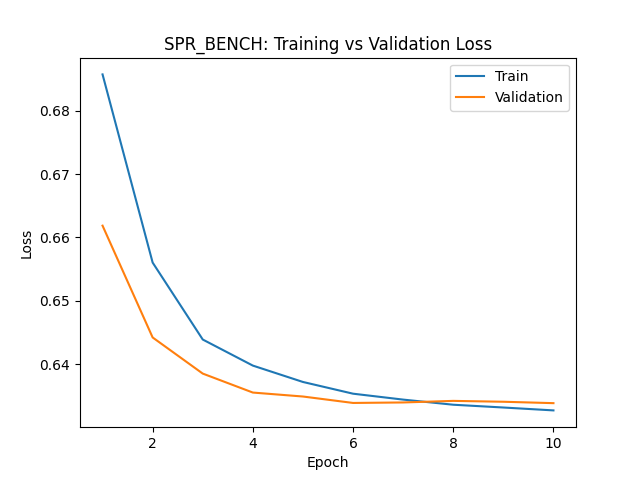 SPR_BENCH: Training vs Validation Loss
Train
Validation
0.68
0.67
0.66
0.65
0.64
Loss
2
4
6
8
10
Epoch